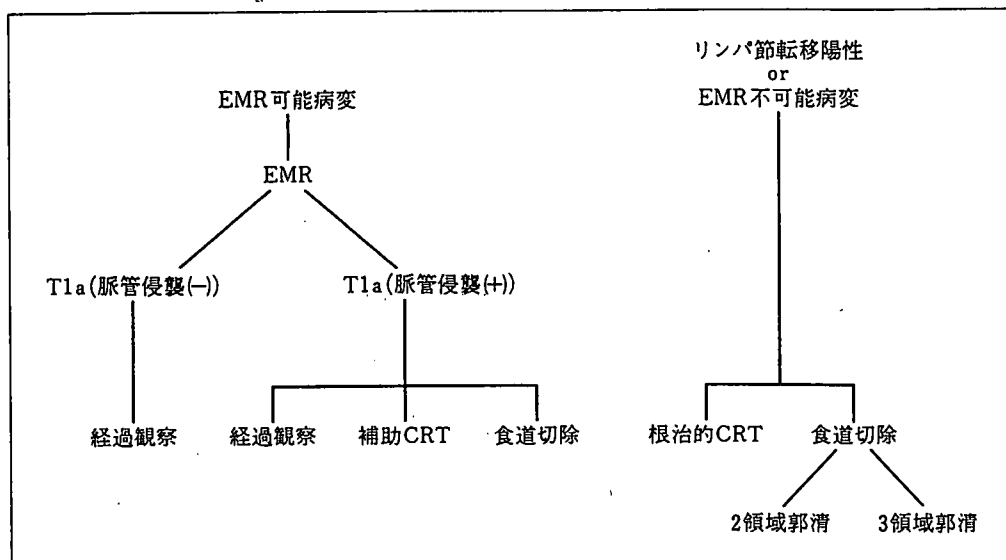 リンパ節転移陽性
or
EMR不可能病変
EMR可能病変
EMR
T1a(脈管侵襲(−))
T1a(脈管侵襲(+))
経過観察
経過観察
補助CRT
食道切除
根治的CRT
食道切除
2領域郭清
3領域郭清